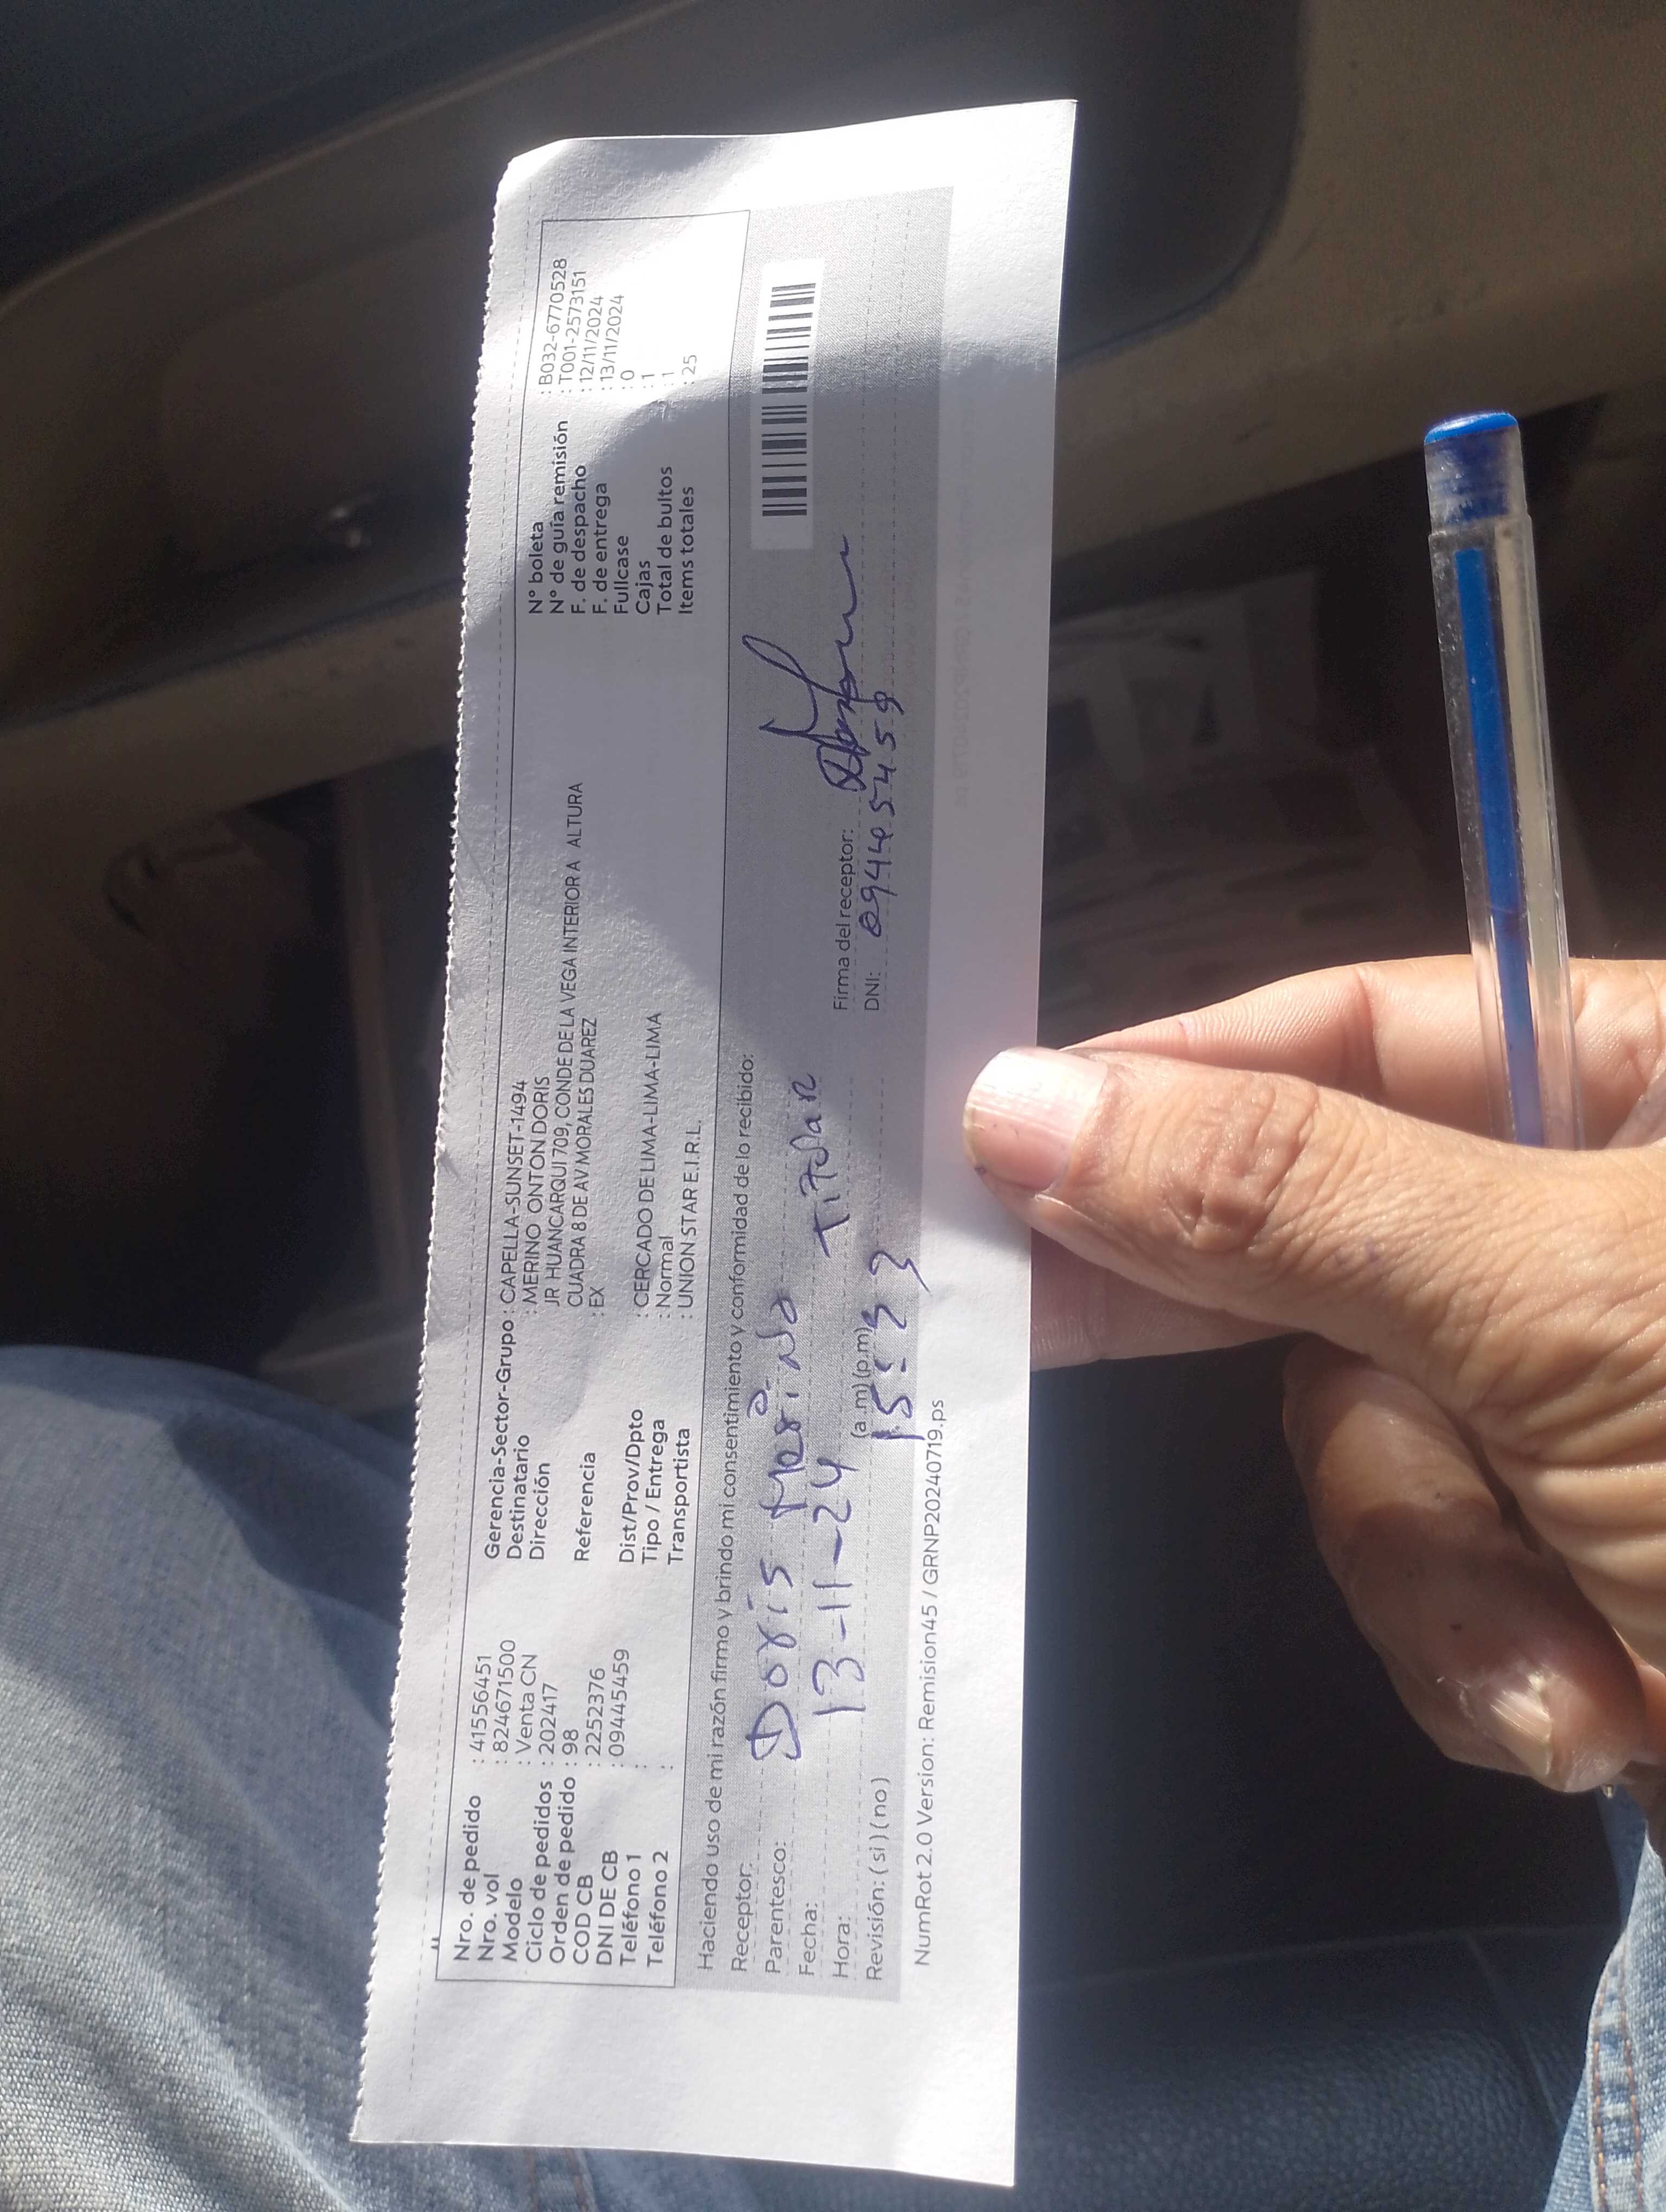 Nro. de pedido : 41556451
Nro. vol : 824671500
Modelo : Venta CN
Ciclo de pedidos : 202417
Orden de pedido : 98
COD CB : 2252376
DNI DE CB : 09445459
Teléfono 1 :
Teléfono 2 :
Gerencia-Sector-Grupo : CAPELLA-SUNSET-1494
Destinatario : MERINO ONTON DORIS
Dirección JR HUANCARQUI 709, CONDE DE LA VEGA INTERIOR A ALTURA
CUADRA 8 DE AV MORALES DUAREZ
Referencia : EX
Dist/Prov/Dpto : CERCADO DE LIMA-LIMA-LIMA
Tipo / Entrega : Normal
Transportista : UNION STAR E.I.R.L.
N° boleta : B032-6770528
N° de guía remisión : T001-2573151
F. de despacho : 12/11/2024
F. de entrega : 13/11/2024
Fullcase : 0
Cajas : 1
Total de bultos : 1
Items totales : 25
Haciendo uso de mi razón firmo y brindo mi consentimiento y conformidad de lo recibido:
Receptor: Doris Merino
Parentesco: Titular
Fecha: 13-11-24
Hora: (a.m) (p.m) 15:33
Revisión: ( si ) ( no )
Firma del receptor:
DNI: 09445459
NumRot 2.0 Version: Remision45 / GRNP20240719.ps